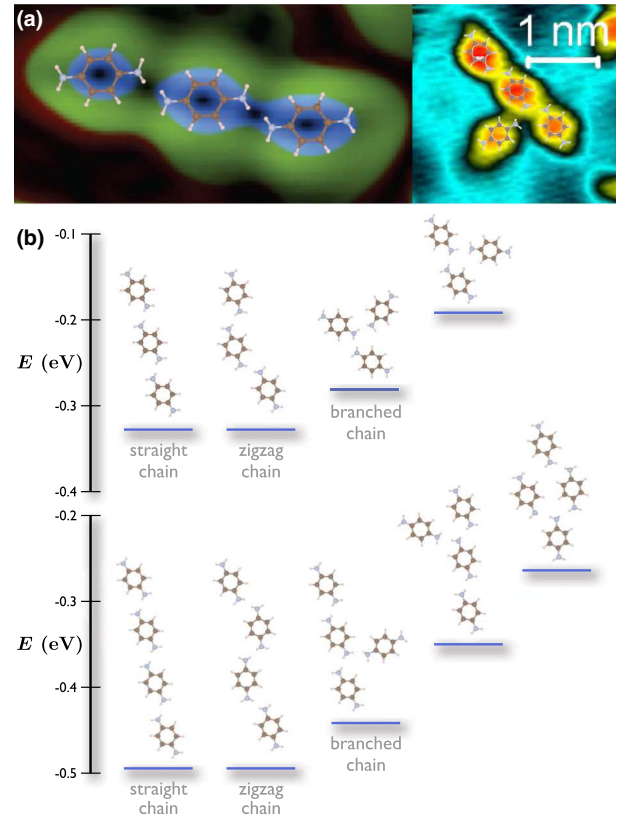 (a)
1 nm
(b)
-0.1
-0.2
E (eV)
-0.3
-0.4
straight
chain
zigzag
chain
branched
chain
-0.2
-0.3
E (eV)
-0.4
-0.5
branched
chain
straight
chain
zigzag
chain